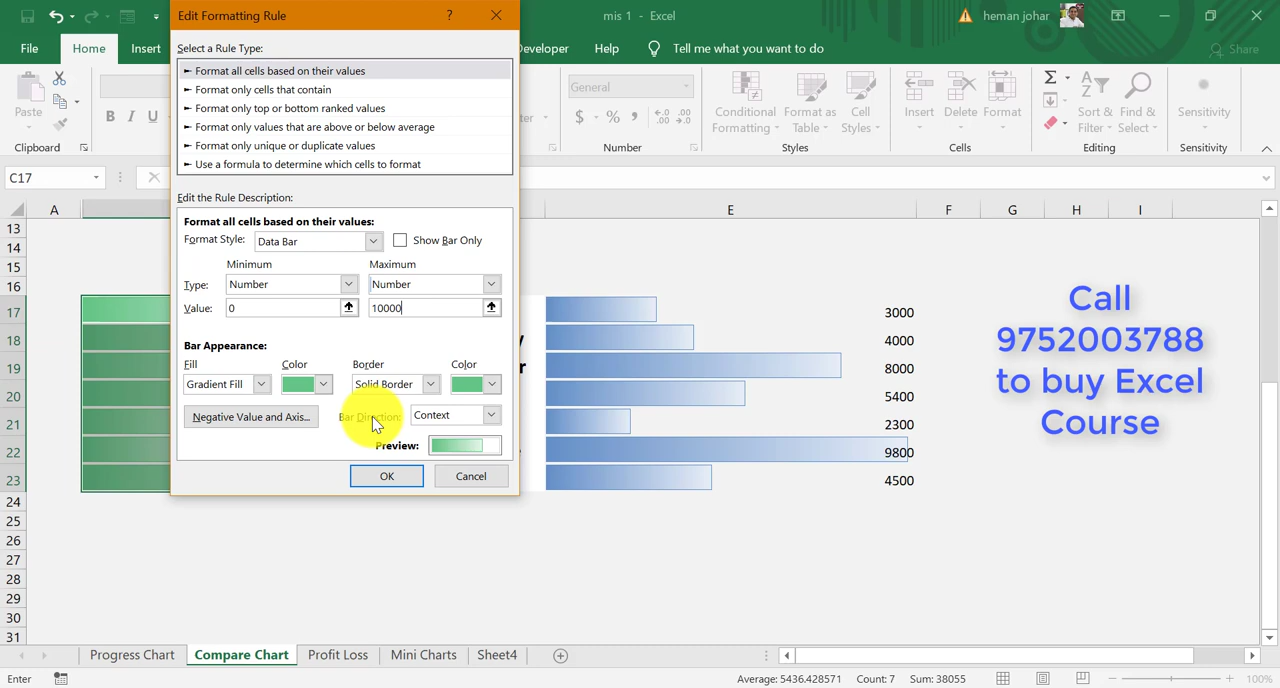 Edit Formatting Rule ? mis 1 - Excel heman johar
File Home Insert Developer Help Tell me what you want to do Share
Select a Rule Type:
► Format all cells based on their values
► Format only cells that contain
► Format only top or bottom ranked values
► Format only values that are above or below average
► Format only unique or duplicate values
► Use a formula to determine which cells to format
Paste
Clipboard
B I U
General
$ % ,
Number
Conditional Formatting
Format as Table
Cell Styles
Styles
Insert Delete Format
Cells
Sort & Filter
Find & Select
Editing
Sensitivity
Sensitivity
C17
Edit the Rule Description:
Format all cells based on their values:
Format Style: Data Bar Show Bar Only
Minimum Maximum
Type: Number Number
Value: 0 10000
Bar Appearance:
Fill Color Border Color
Gradient Fill Solid Border
Negative Value and Axis... Bar Direction: Context
Preview:
OK Cancel
A E F G H I
13
14
15
16
17 3000
18 4000
19 8000
20 5400
21 2300
22 9800
23 4500
24
25
26
27
28
29
30
31
Call
9752003788
to buy Excel
Course
Progress Chart Compare Chart Profit Loss Mini Charts Sheet4
Enter Average: 5436.428571 Count: 7 Sum: 38055 100%